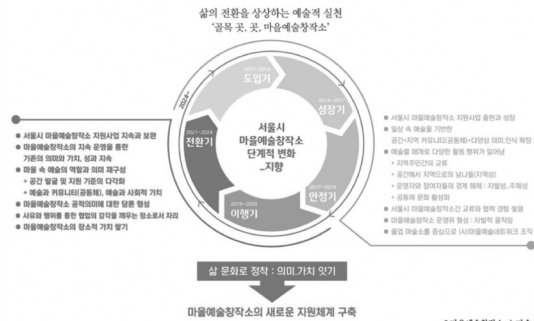 삶의 전환을 상상하는 예술적 실천
'골목 곳. 곳. 마을예술창작소'
2024~
도입기
2014~2017
성장기
2017~2019
안정기
2019~2020
이행기
2021~2024
전환기
서울시
마을예술창작소
단계적 변화
_지향
● 서울시 마을예술창작소 지원사업 지속과 보완
● 마을예술창작소의 지속 운영을 통한
기존의 의미와 가치, 성과 지속
● 마을 속 예술의 역할과 의미 재구성
+ 공간 발굴 및 지원 기준의 다각화
+ 예술과 커뮤니티(공동체), 예술과 사회적 가치
● 마을예술창작소 공적의미에 대한 담론 형성
● 사유와 행위를 통한 협업의 감각을 깨우는 장소로서 자리
● 마을예술창작소의 장소적 가치 발기
● 서울시 마을예술창작소 지원사업 출현과 성장
● 일상 속 예술을 기반한
공간+지역 커뮤니티(공동체)+다양성 의미.인식 확장
● 예술을 매개로 다양한 활동 행위가 일어남
+ 지역주민간의 교류
+ 공간에서 지역으로의 넘나듦(지역성)
+ 운영자와 참여자들의 경계 해체 : 자발성, 주체성
+ 공동체 문화 활성화
● 서울시 마을예술창작소간 교류와 협력 경험 쌓음
● 마을예술창작소 운영위 형성 : 자발적 움직임
● 졸업 마술소를 중심으로 (사)마을예술네트워크 조직
삶 문화로 정착 : 의미.가치 잇기
마을예술창작소의 새로운 지원체계 구축